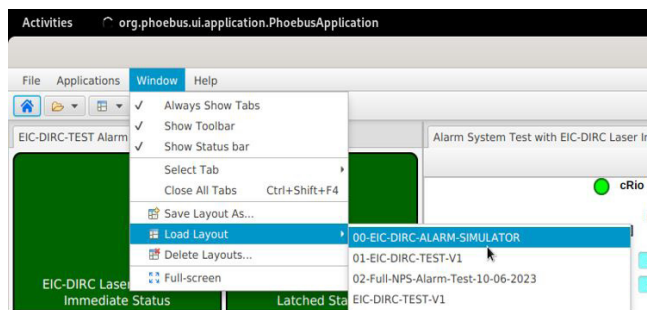 Activities org.phoebus.ui.application.PhoebusApplication
File Applications Window Help
Always Show Tabs
Show Toolbar
Show Status bar
Select Tab
Close All Tabs Ctrl+Shift+F4
Save Layout As...
Load Layout
Delete Layouts...
Full-screen
00-EIC-DIRC-ALARM-SIMULATOR
01-EIC-DIRC-TEST-V1
02-Full-NPS-Alarm-Test-10-06-2023
EIC-DIRC-TEST-V1
EIC-DIRC-TEST Alarm
Alarm System Test with EIC-DIRC Laser
cRio
EIC-DIRC Laser
Immediate Status
Latched Sta